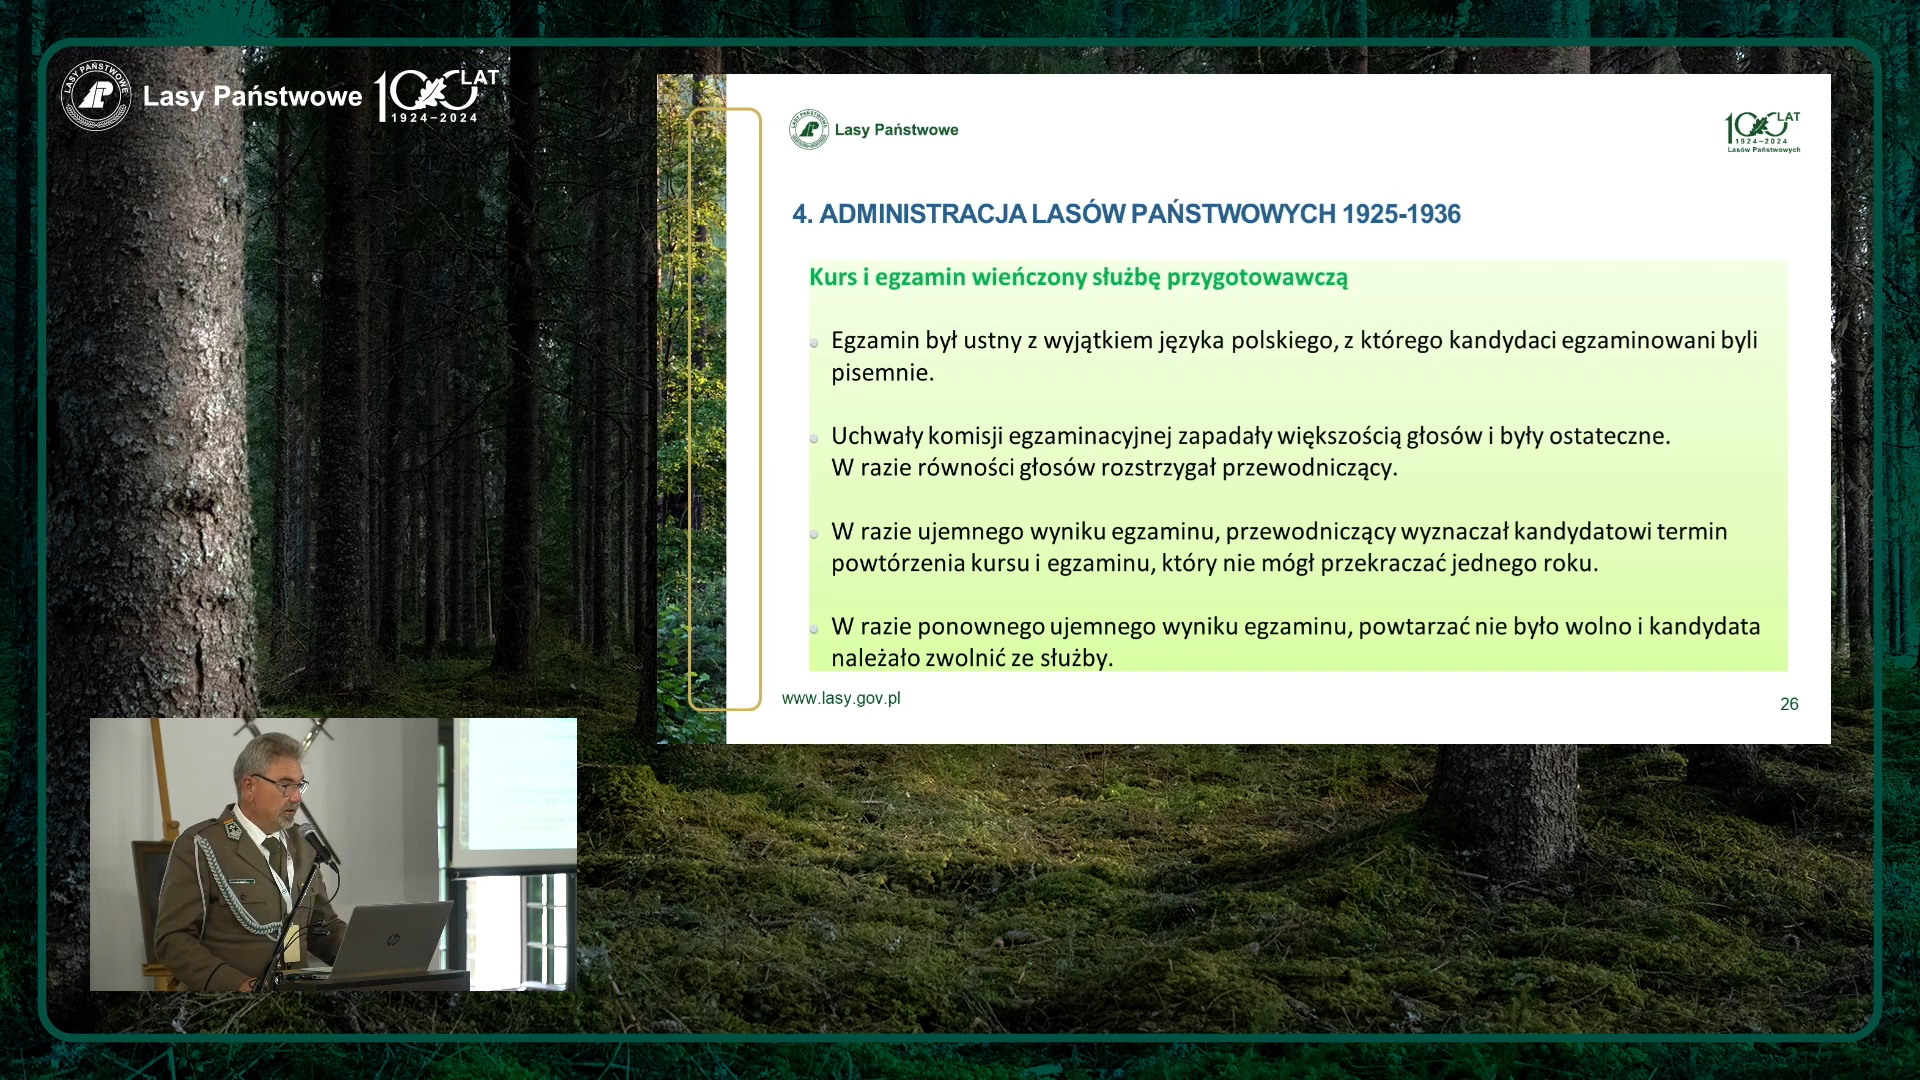 LASY PAŃSTWOWE
Lasy Państwowe
100 LAT
1924–2024
Lasy Państwowe
100 LAT
1924–2024
Lasów Państwowych
4. ADMINISTRACJA LASÓW PAŃSTWOWYCH 1925-1936
Kurs i egzamin wieńczony służbę przygotowawczą
Egzamin był ustny z wyjątkiem języka polskiego, z którego kandydaci egzaminowani byli
pisemnie.
Uchwały komisji egzaminacyjnej zapadały większością głosów i były ostateczne.
W razie równości głosów rozstrzygał przewodniczący.
W razie ujemnego wyniku egzaminu, przewodniczący wyznaczał kandydatowi termin
powtórzenia kursu i egzaminu, który nie mógł przekraczać jednego roku.
W razie ponownego ujemnego wyniku egzaminu, powtarzać nie było wolno i kandydata
należało zwolnić ze służby.
www.lasy.gov.pl
26
hp